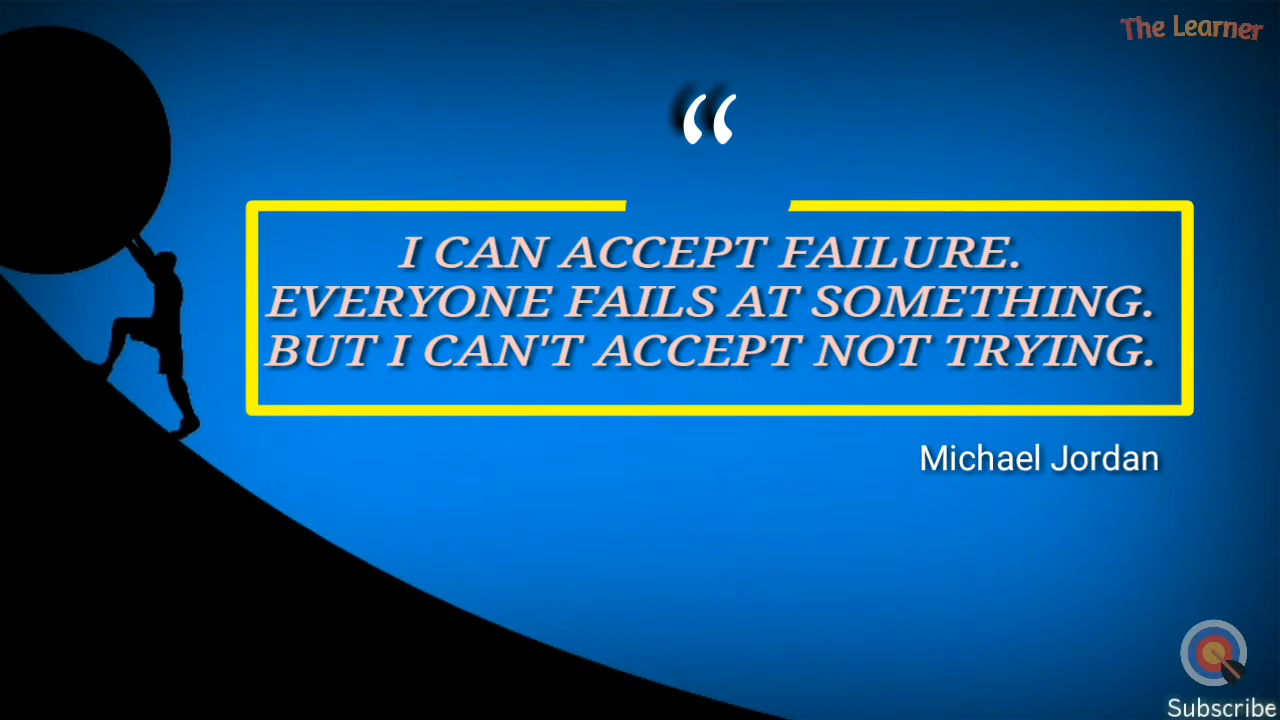 The Learner
“
I CAN ACCEPT FAILURE.
EVERYONE FAILS AT SOMETHING.
BUT I CAN'T ACCEPT NOT TRYING.
Michael Jordan
Subscribe